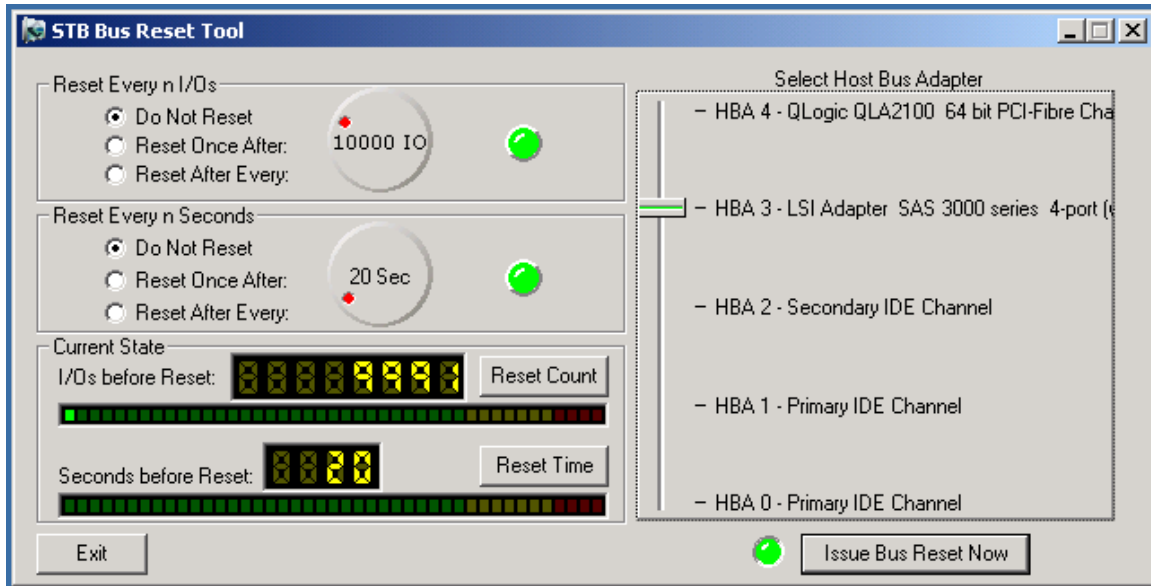 STB Bus Reset Tool
Reset Every n I/Os
Do Not Reset
Reset Once After:
Reset After Every:
10000 IO
Reset Every n Seconds
Do Not Reset
Reset Once After:
Reset After Every:
20 Sec
Current State
I/Os before Reset: 9991 Reset Count
Seconds before Reset: 20 Reset Time
Exit
Select Host Bus Adapter
HBA 4 - QLogic QLA2100 64 bit PCI-Fibre Cha
HBA 3 - LSI Adapter SAS 3000 series 4-port
HBA 2 - Secondary IDE Channel
HBA 1 - Primary IDE Channel
HBA 0 - Primary IDE Channel
Issue Bus Reset Now